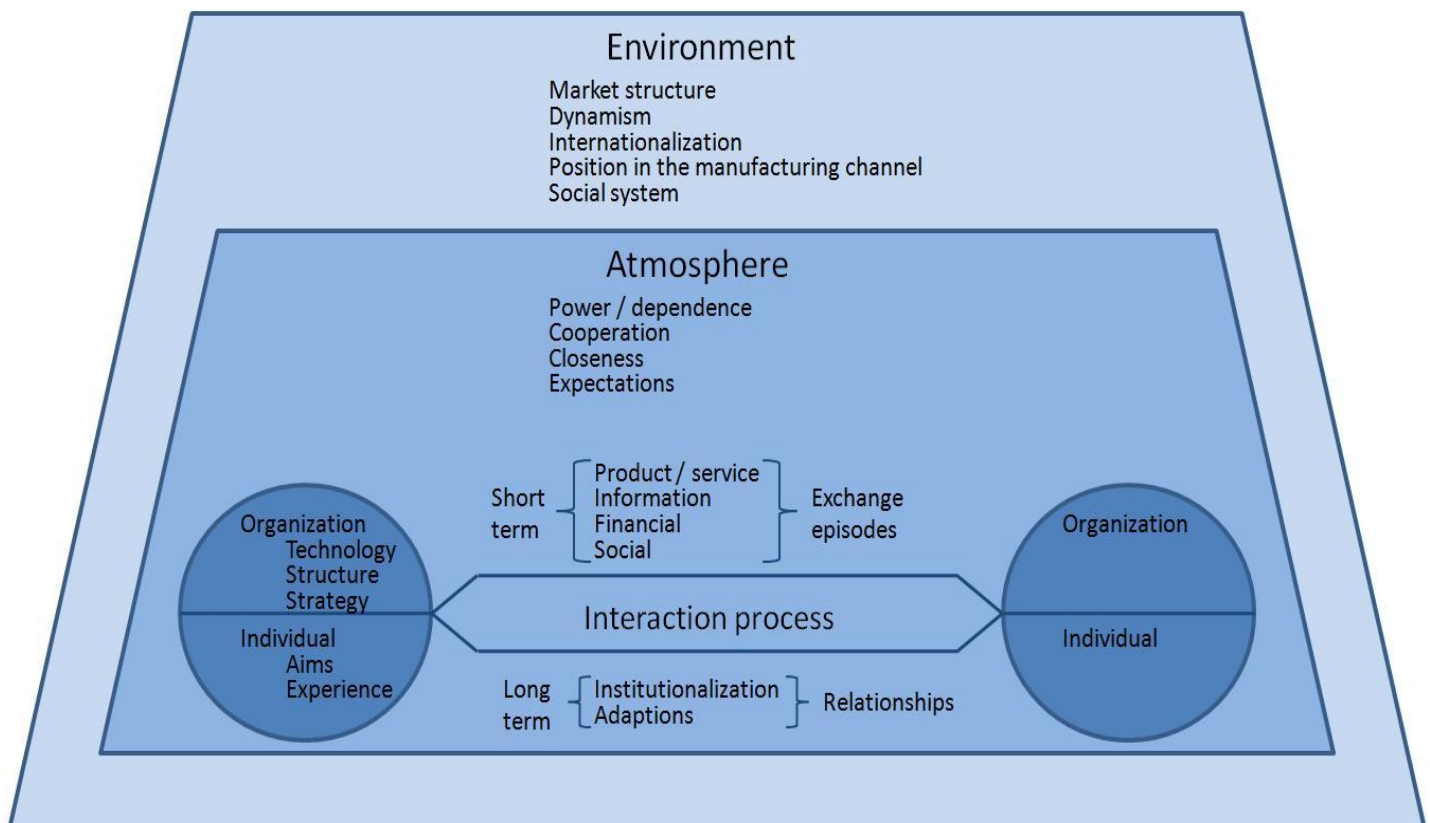 Environment
Market structure
Dynamism
Internationalization
Position in the manufacturing channel
Social system
Atmosphere
Power / dependence
Cooperation
Closeness
Expectations
Short
term
Product / service
Information
Financial
Social
Exchange
episodes
Organization
Technology
Structure
Strategy
Individual
Aims
Experience
Interaction process
Organization
Individual
Long
term
Institutionalization
Adaptions
Relationships